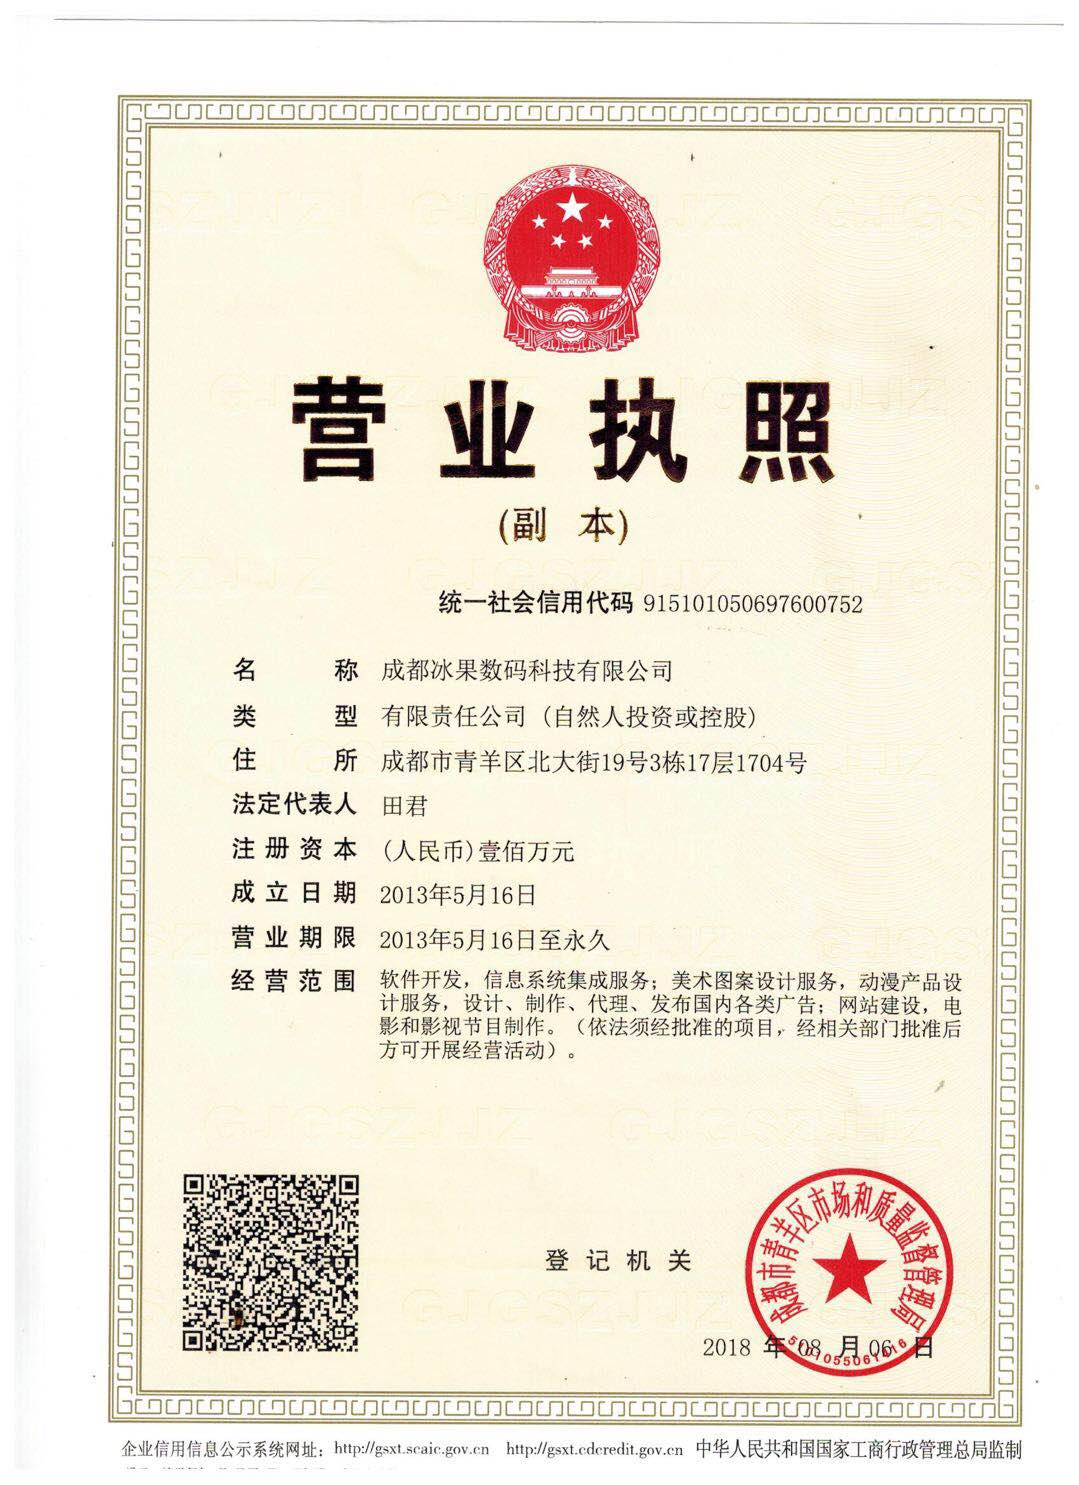 营业执照
(副 本)
统一社会信用代码 915101050697600752
名称 成都冰果数码科技有限公司
类型 有限责任公司（自然人投资或控股）
住所 成都市青羊区北大街19号3栋17层1704号
法定代表人 田君
注册资本 (人民币)壹佰万元
成立日期 2013年5月16日
营业期限 2013年5月16日至永久
经营范围 软件开发，信息系统集成服务；美术图案设计服务，动漫产品设
计服务，设计、制作、代理、发布国内各类广告；网站建设，电
影和影视节目制作。（依法须经批准的项目，经相关部门批准后
方可开展经营活动）。
登记机关
成都市青羊区市场和质量监督管理局
5101055061416
2018 年 08 月 06 日
企业信用信息公示系统网址：http://gsxt.scaic.gov.cn http://gsxt.cdcredit.gov.cn 中华人民共和国国家工商行政管理总局监制